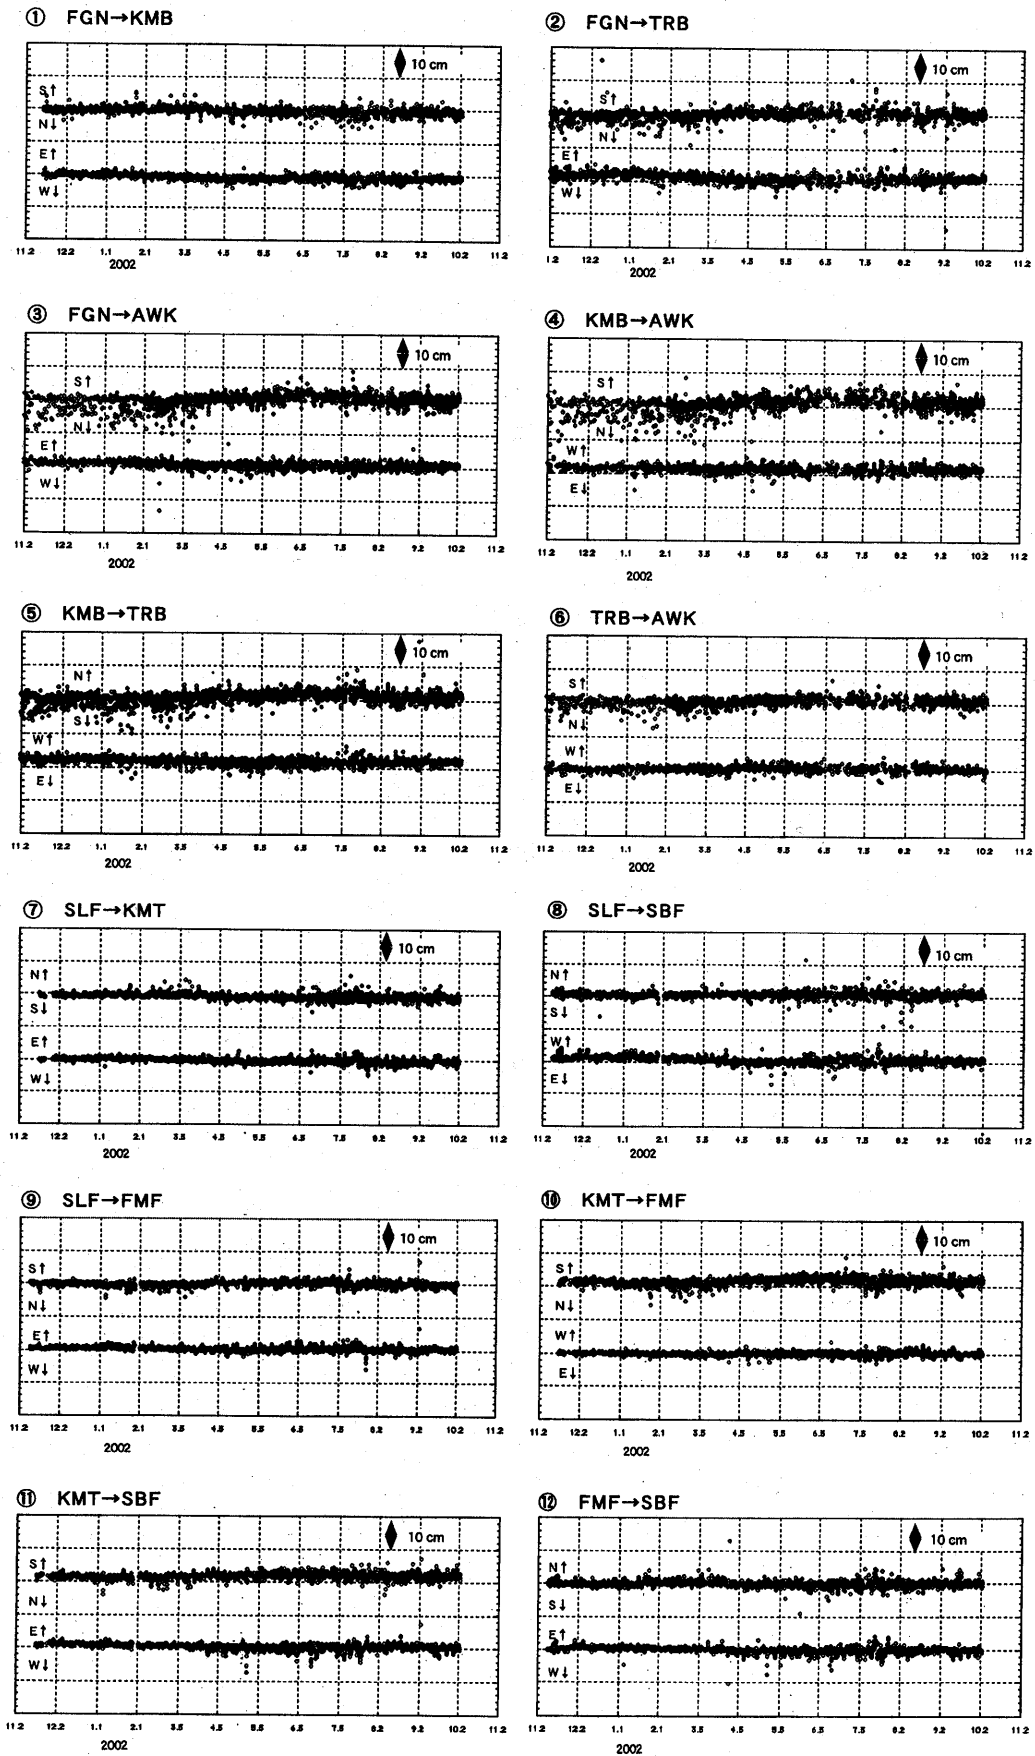 ① FGN→KMB
10 cm
S↑
N↓
E↑
W↓
11.2 12.2 1.1 2.1 3.5 4.5 5.5 6.5 7.5 8.2 9.2 10.2 11.2
2002
② FGN→TRB
10 cm
S↑
N↓
E↑
W↓
1.2 12.2 1.1 2.1 3.5 4.5 5.5 6.5 7.5 8.2 9.2 10.2 11.2
2002
③ FGN→AWK
10 cm
S↑
N↓
E↑
W↓
11.2 12.2 1.1 2.1 3.5 4.5 5.5 6.5 7.5 8.2 9.2 10.2 11.2
2002
④ KMB→AWK
10 cm
S↑
N↓
W↑
E↓
11.2 12.2 1.1 2.1 3.5 4.5 5.5 6.5 7.5 8.2 9.2 10.2 11.2
2002
⑤ KMB→TRB
10 cm
N↑
S↓
W↑
E↓
11.2 12.2 1.1 2.1 3.5 4.5 5.5 6.5 7.5 8.2 9.2 10.2 11.2
2002
⑥ TRB→AWK
10 cm
S↑
N↓
W↑
E↓
11.2 12.2 1.1 2.1 3.5 4.5 5.5 6.5 7.5 8.2 9.2 10.2 11.2
2002
⑦ SLF→KMT
10 cm
N↑
S↓
E↑
W↓
11.2 12.2 1.1 2.1 3.5 4.5 5.5 6.5 7.5 8.2 9.2 10.2 11.2
2002
⑧ SLF→SBF
10 cm
N↑
S↓
W↑
E↓
11.2 12.2 1.1 2.1 3.5 4.5 5.5 6.5 7.5 8.2 9.2 10.2 11.2
2002
⑨ SLF→FMF
10 cm
S↑
N↓
E↑
W↓
11.2 12.2 1.1 2.1 3.5 4.5 5.5 6.5 7.5 8.2 9.2 10.2 11.2
2002
⑩ KMT→FMF
10 cm
S↑
N↓
W↑
E↓
11.2 12.2 1.1 2.1 3.5 4.5 5.5 6.5 7.5 8.2 9.2 10.2 11.2
2002
⑪ KMT→SBF
10 cm
S↑
N↓
E↑
W↓
11.2 12.2 1.1 2.1 3.5 4.5 5.5 6.5 7.5 8.2 9.2 10.2 11.2
2002
⑫ FMF→SBF
10 cm
N↑
S↓
E↑
W↓
11.2 12.2 1.1 2.1 3.5 4.5 5.5 6.5 7.5 8.2 9.2 10.2 11.2
2002